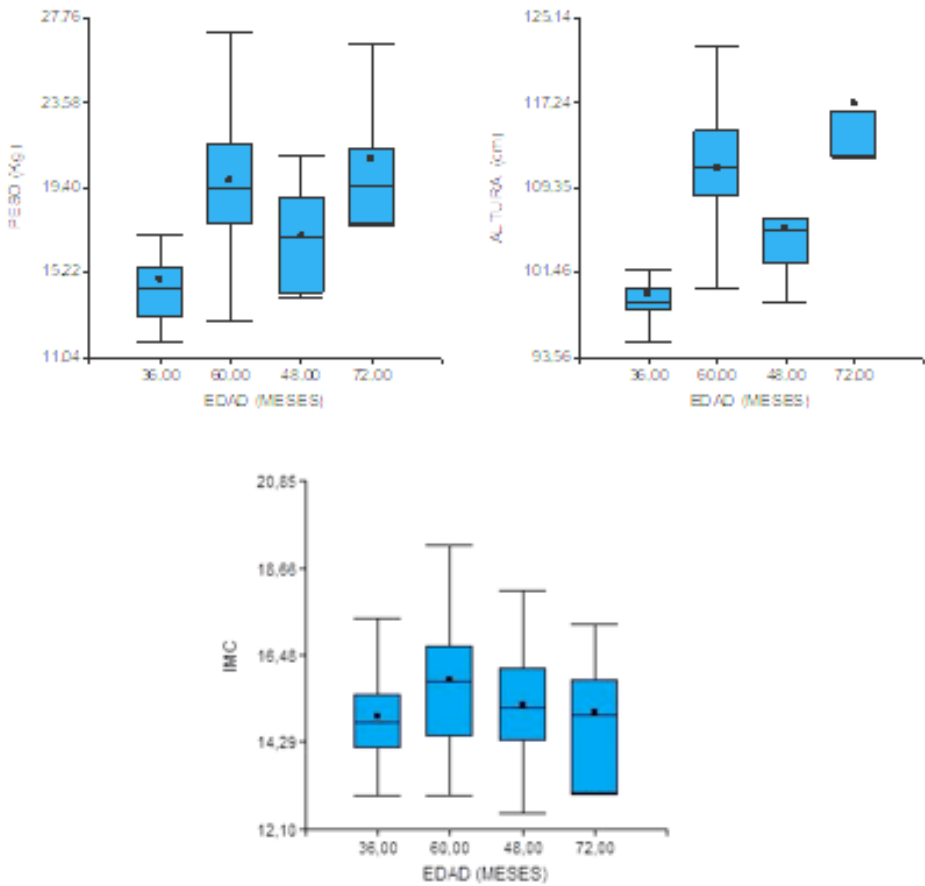 27.76
23.58
19.40
15.22
11.04
PESO (Kg)
36.00 60.00 48.00 72.00
EDAD (MESES)
125.14
117.24
109.35
101.46
93.56
ALTURA (cm)
36.00 60.00 48.00 72.00
EDAD (MESES)
20,85
18,66
16,48
14,29
12,10
IMC
36,00 60,00 48,00 72,00
EDAD (MESES)